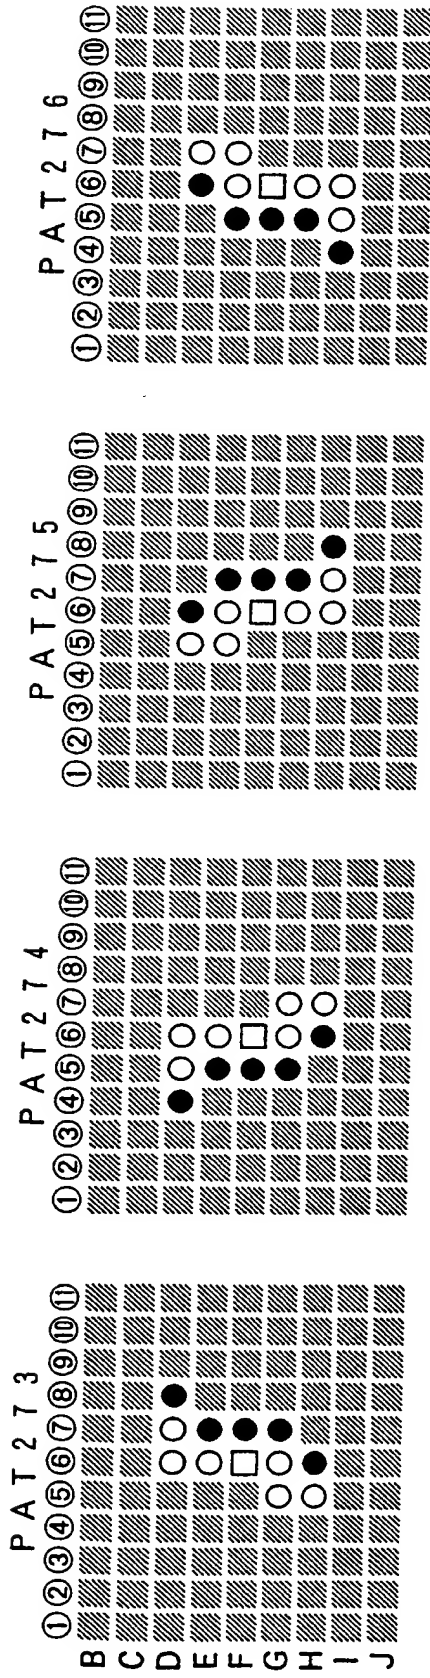 PAT273
①②③④⑤⑥⑦⑧⑨⑩⑪
B
C
D
E
F
G
H
I
J
PAT274
①②③④⑤⑥⑦⑧⑨⑩⑪
PAT275
①②③④⑤⑥⑦⑧⑨⑩⑪
PAT276
①②③④⑤⑥⑦⑧⑨⑩⑪